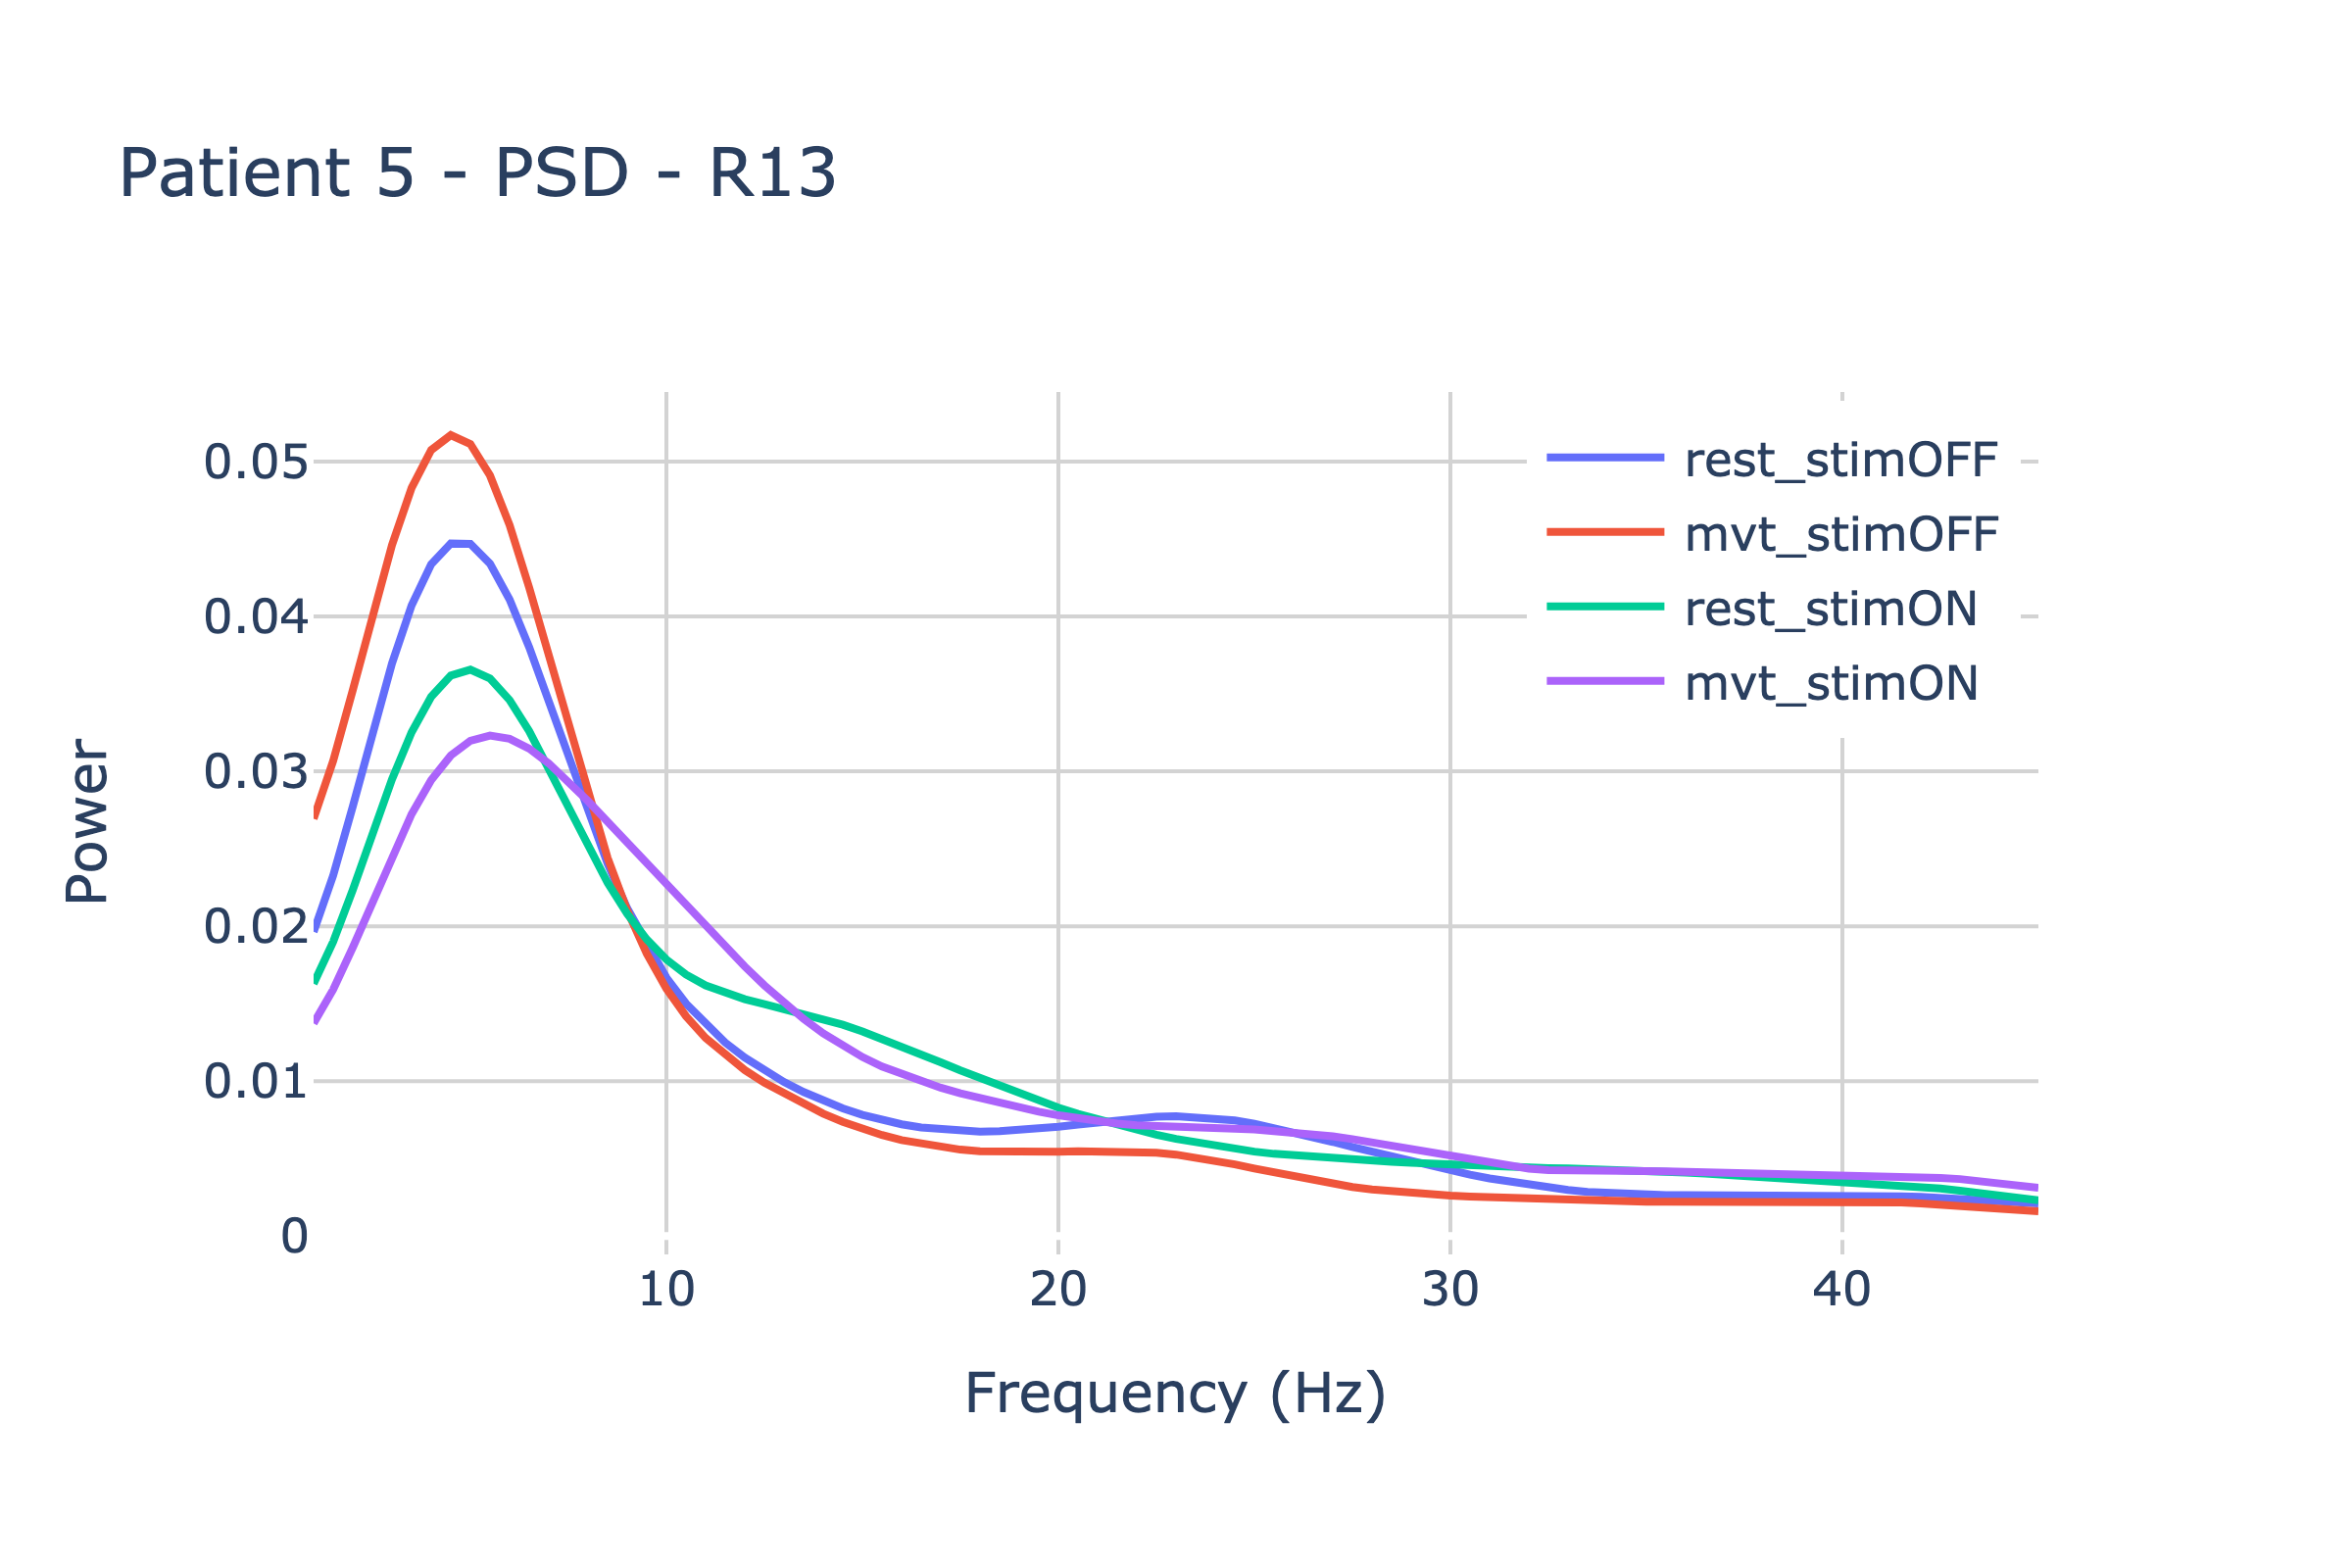 Patient 5 - PSD - R13
rest_stimOFF
mvt_stimOFF
rest_stimON
mvt_stimON
0.05
0.04
0.03
0.02
0.01
0
Power
10
20
30
40
Frequency (Hz)